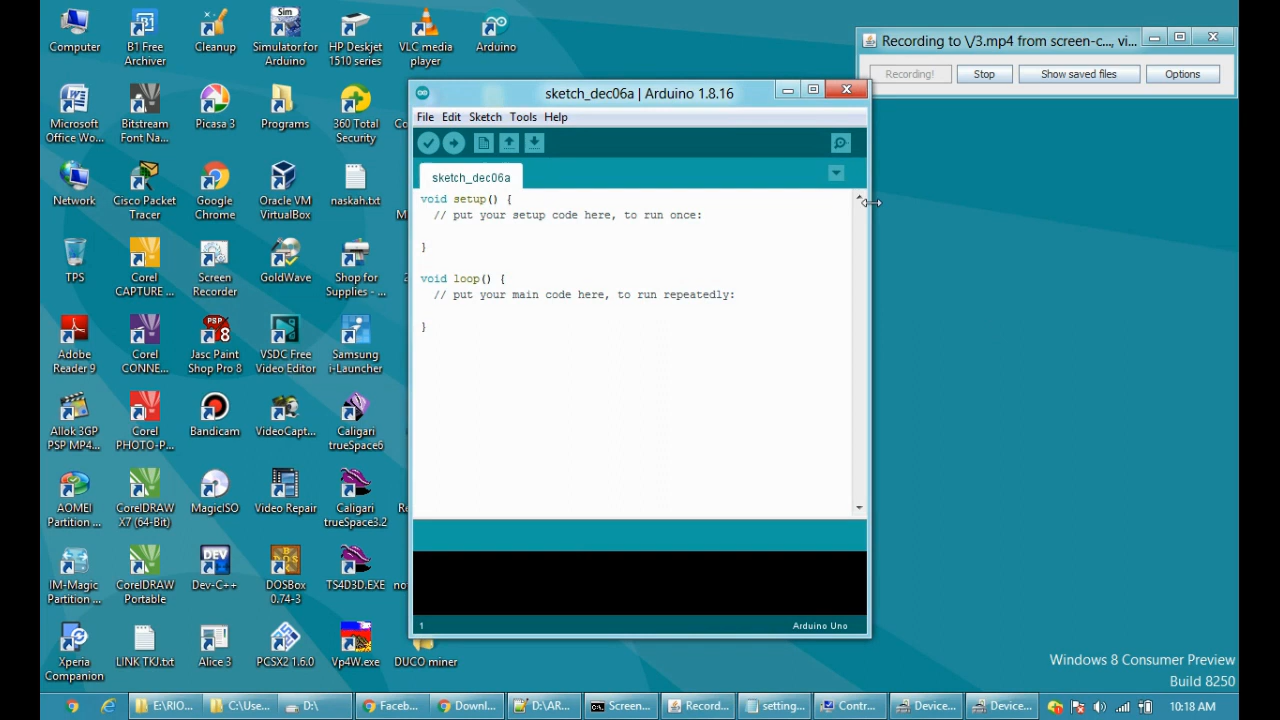 Computer
B1 Free
Archiver
Cleanup
Sim
Simulator for
Arduino
HP Deskjet
1510 series
VLC media
player
Arduino
Recording to \/3.mp4 from screen-c..., vi...
Recording!
Stop
Show saved files
Options
Microsoft
Office Wo...
Bitstream
Font Na...
Picasa 3
Programs
360 Total
Security
Network
Cisco Packet
Tracer
Google
Chrome
Oracle VM
VirtualBox
naskah.txt
TPS
Corel
CAPTURE ...
Screen
Recorder
GoldWave
Shop for
Supplies - ...
Adobe
Reader 9
Corel
CONNE...
PSP
8
Jasc Paint
Shop Pro 8
VSDC Free
Video Editor
Samsung
i-Launcher
Allok 3GP
PSP MP4...
Corel
PHOTO-P...
Bandicam
VideoCapt...
Caligari
trueSpace6
AOMEI
Partition ...
CorelDRAW
X7 (64-Bit)
MagicISO
Video Repair
Caligari
trueSpace3.2
IM-Magic
Partition ...
CorelDRAW
Portable
DEV
Dev-C++
DOSBox
0.74-3
TS4D3D.EXE
Xperia
Companion
LINK TKJ.txt
Alice 3
PCSX2 1.6.0
Vp4W.exe
DUCO miner
sketch_dec06a | Arduino 1.8.16
File Edit Sketch Tools Help
sketch_dec06a
void setup() {
// put your setup code here, to run once:
}
void loop() {
// put your main code here, to run repeatedly:
}
1
Arduino Uno
Windows 8 Consumer Preview
Build 8250
E:\RIO...
C:\Use...
D:\
Faceb...
Downl...
D:\AR...
Screen...
Record...
setting...
Contr...
Device...
Device...
10:18 AM